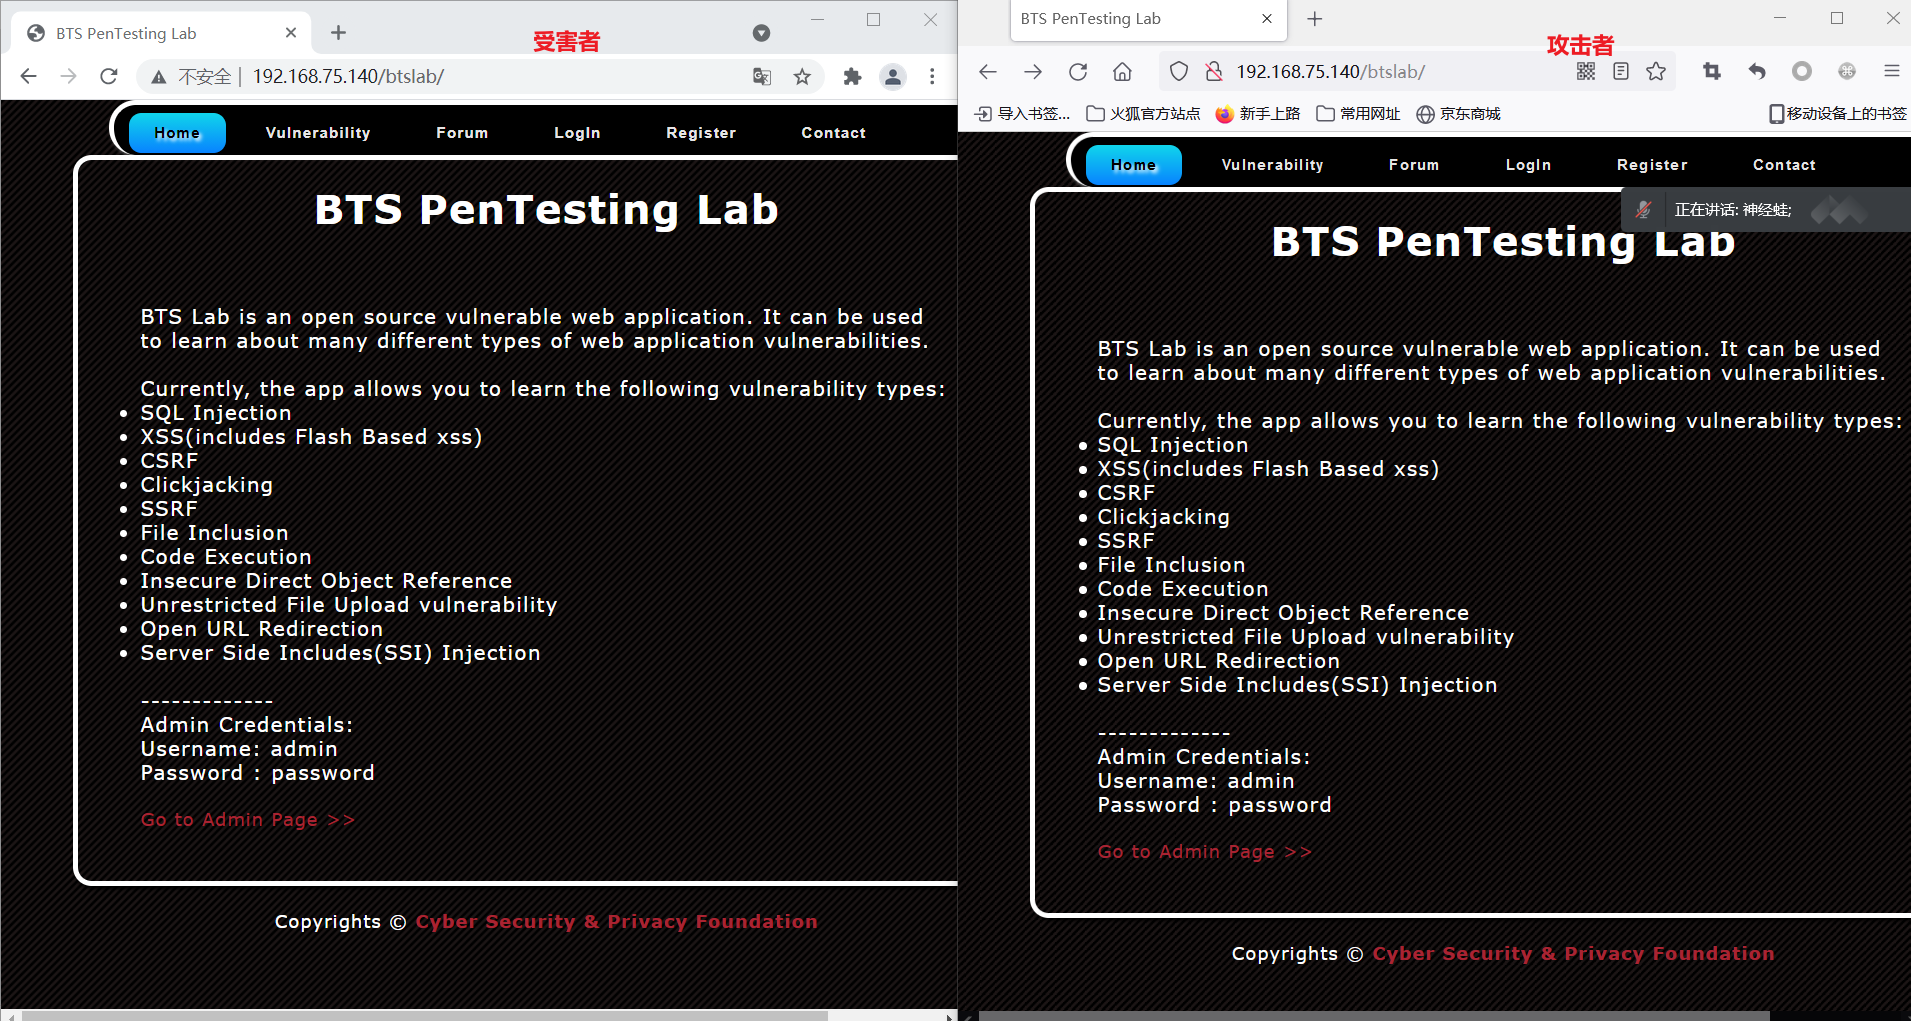 BTS PenTesting Lab
受害者
不安全 | 192.168.75.140/btslab/
Home Vulnerability Forum LogIn Register Contact
BTS PenTesting Lab
BTS Lab is an open source vulnerable web application. It can be used
to learn about many different types of web application vulnerabilities.
Currently, the app allows you to learn the following vulnerability types:
SQL Injection
XSS(includes Flash Based xss)
CSRF
Clickjacking
SSRF
File Inclusion
Code Execution
Insecure Direct Object Reference
Unrestricted File Upload vulnerability
Open URL Redirection
Server Side Includes(SSI) Injection
-------------
Admin Credentials:
Username: admin
Password : password
Go to Admin Page >>
Copyrights © Cyber Security & Privacy Foundation
BTS PenTesting Lab
攻击者
192.168.75.140/btslab/
导入书签... 火狐官方站点 新手上路 常用网址 京东商城 移动设备上的书签
Home Vulnerability Forum LogIn Register Contact
正在讲话: 神经蛙;
BTS PenTesting Lab
BTS Lab is an open source vulnerable web application. It can be used
to learn about many different types of web application vulnerabilities.
Currently, the app allows you to learn the following vulnerability types:
SQL Injection
XSS(includes Flash Based xss)
CSRF
Clickjacking
SSRF
File Inclusion
Code Execution
Insecure Direct Object Reference
Unrestricted File Upload vulnerability
Open URL Redirection
Server Side Includes(SSI) Injection
-------------
Admin Credentials:
Username: admin
Password : password
Go to Admin Page >>
Copyrights © Cyber Security & Privacy Foundation